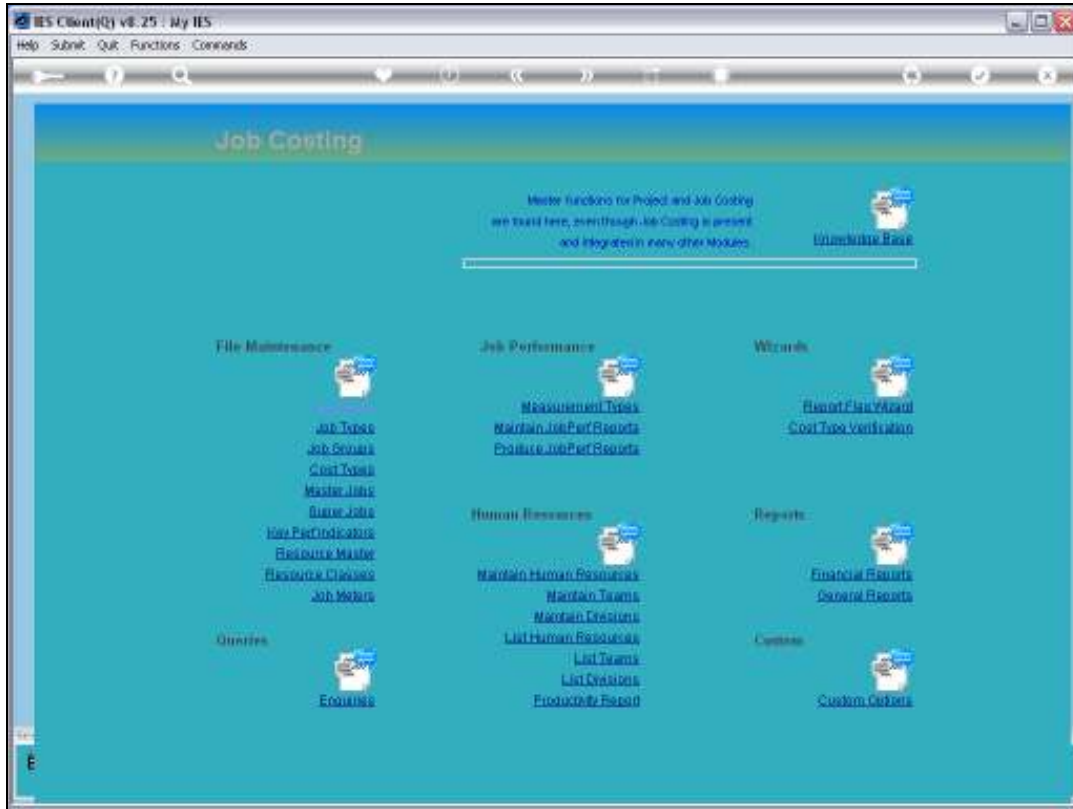 IES Client(Q) v8.25 : My IES
Help Submit Quit Functions Commands
Job Costing
Master functions for Project and Job Costing
are found here, even though Job Costing is present
and integrated in many other Modules.
Knowledge Base
File Maintenance
Job Types
Job Groups
Cost Types
Master Jobs
Super Jobs
Key Perf Indicators
Resource Master
Resource Classes
Job Meters
Queries
Enquiries
Job Performance
Measurement Types
Maintain JobPerf Reports
Produce JobPerf Reports
Human Resources
Maintain Human Resources
Maintain Teams
Maintain Divisions
List Human Resources
List Teams
List Divisions
Productivity Report
Wizards
Report Flag Wizard
Cost Type Verification
Reports
Financial Reports
General Reports
Custom
Custom Options